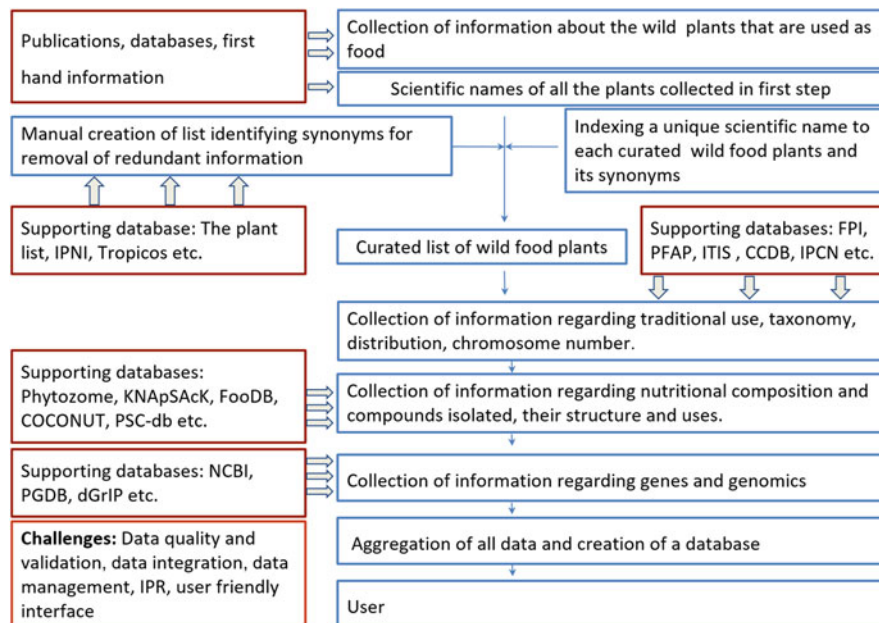 Publications, databases, first
hand information
Collection of information about the wild plants that are used as
food
Scientific names of all the plants collected in first step
Manual creation of list identifying synonyms for
removal of redundant information
Indexing a unique scientific name to
each curated wild food plants and
its synonyms
Supporting database: The plant
list, IPNI, Tropicos etc.
Curated list of wild food plants
Supporting databases: FPI,
PFAP, ITIS , CCDB, IPCN etc.
Collection of information regarding traditional use, taxonomy,
distribution, chromosome number.
Supporting databases:
Phytozome, KNApSAcK, FooDB,
COCONUT, PSC-db etc.
Collection of information regarding nutritional composition and
compounds isolated, their structure and uses.
Supporting databases: NCBI,
PGDB, dGrIP etc.
Collection of information regarding genes and genomics
Challenges: Data quality and
validation, data integration, data
management, IPR, user friendly
interface
Aggregation of all data and creation of a database
User